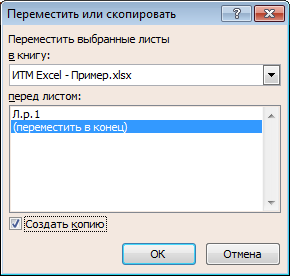 Переместить или скопировать
Переместить выбранные листы
в книгу:
ИТМ Excel - Пример.xlsx
перед листом:
Л.р.1
(переместить в конец)
Создать копию
ОК Отмена